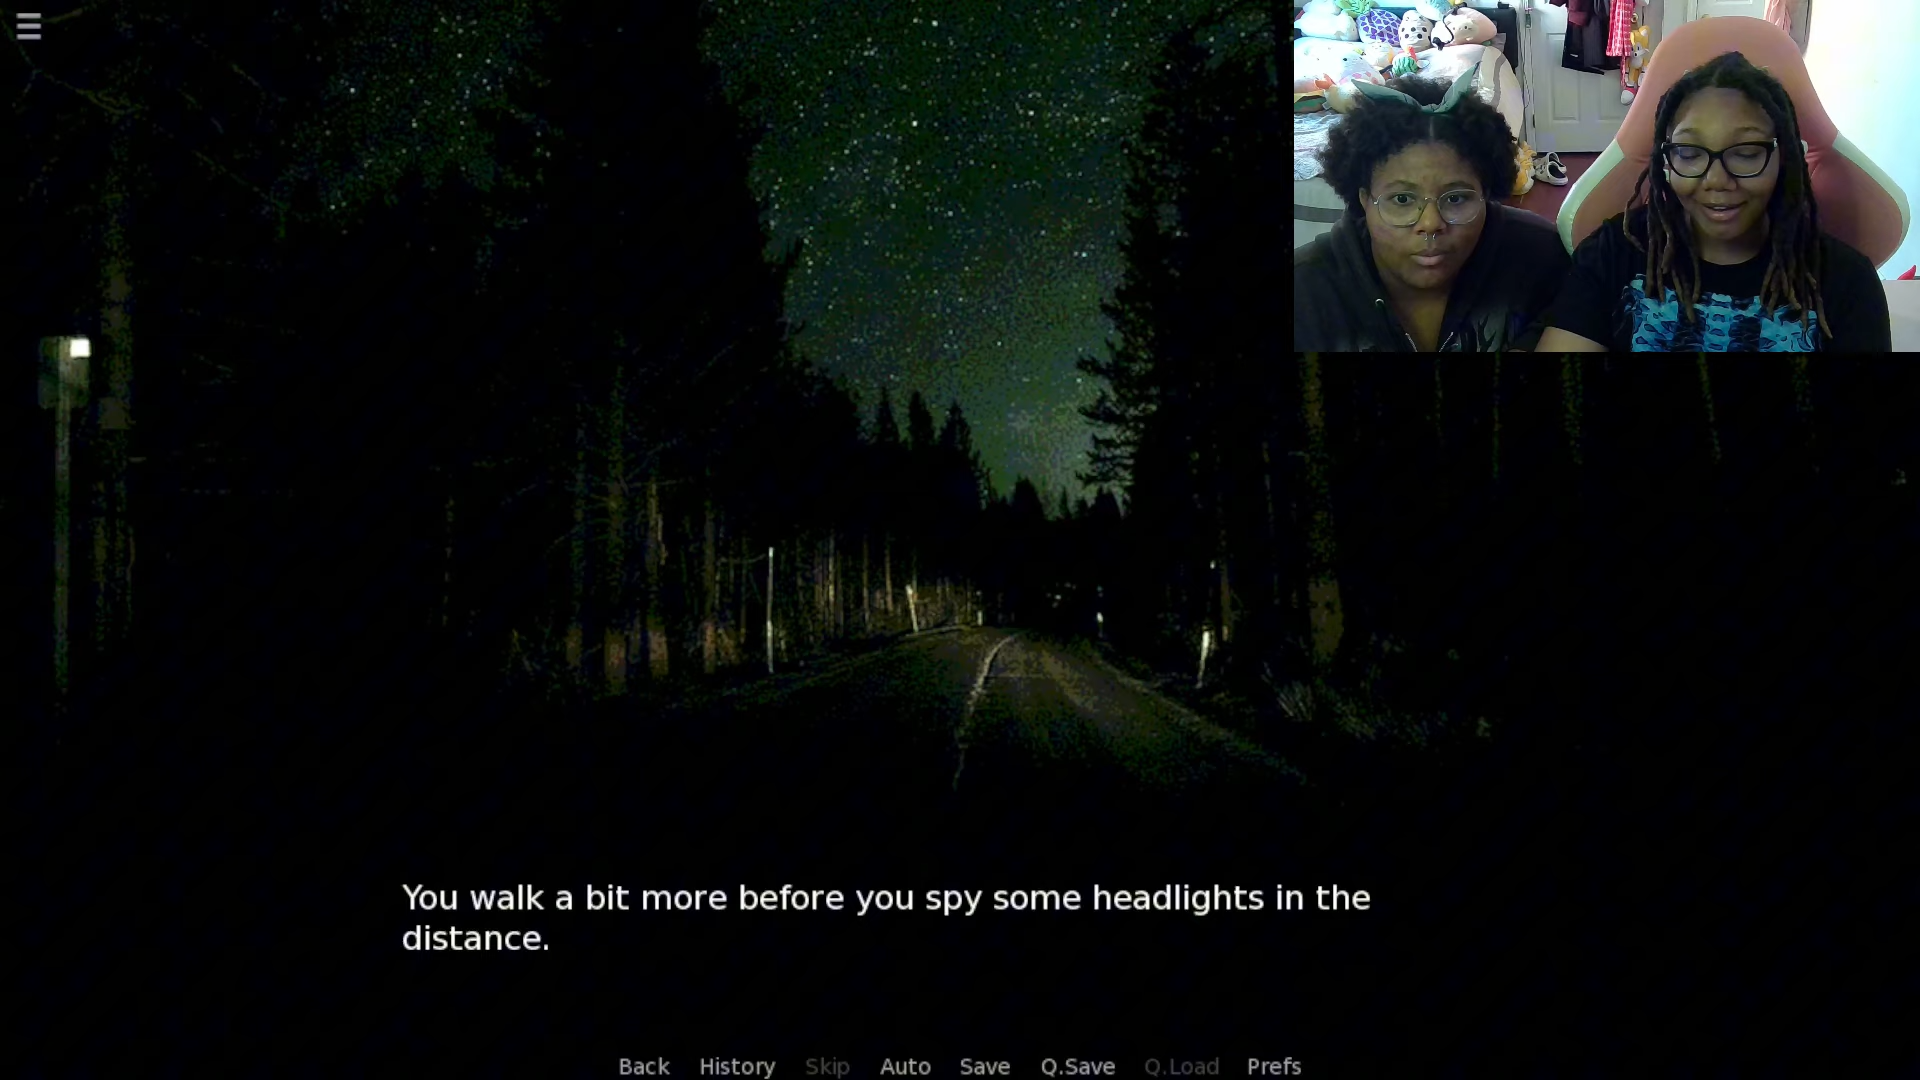 You walk a bit more before you spy some headlights in the
distance.
Back History Skip Auto Save Q.Save Q.Load Prefs